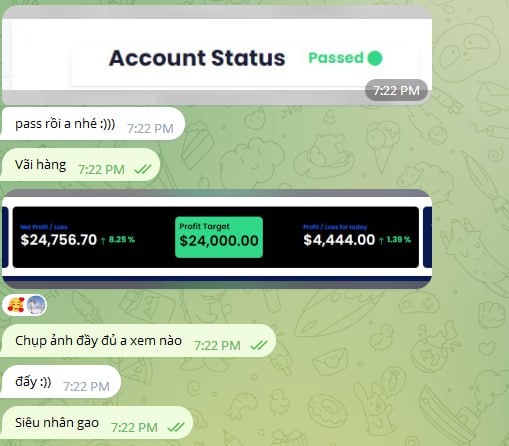 Account Status Passed
7:22 PM
pass rồi a nhé :))) 7:22 PM
Vãi hàng 7:22 PM
Net Profit / Loss Profit Target Profit / Loss for today
$24,756.70 ↑ 8.25 % $24,000.00 $4,444.00 ↑ 1.39 %
Chụp ảnh đầy đủ a xem nào 7:22 PM
đấy :)) 7:22 PM
Siêu nhân gao 7:22 PM